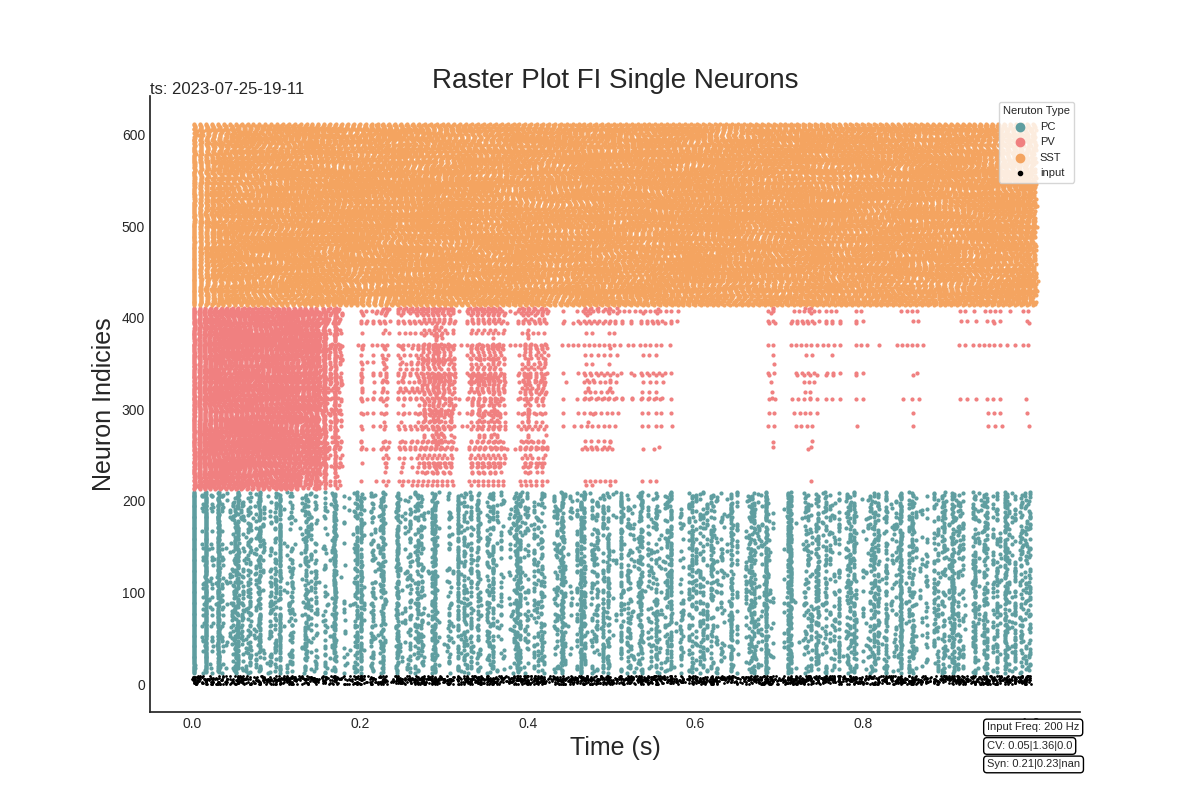 Raster Plot FI Single Neurons
ts: 2023-07-25-19-11
Neruton Type
PC
PV
SST
input
Neuron Indicies
600
500
400
300
200
100
0
0.0 0.2 0.4 0.6 0.8
Time (s)
Input Freq: 200 Hz
CV: 0.05|1.36|0.0
Syn: 0.21|0.23|nan